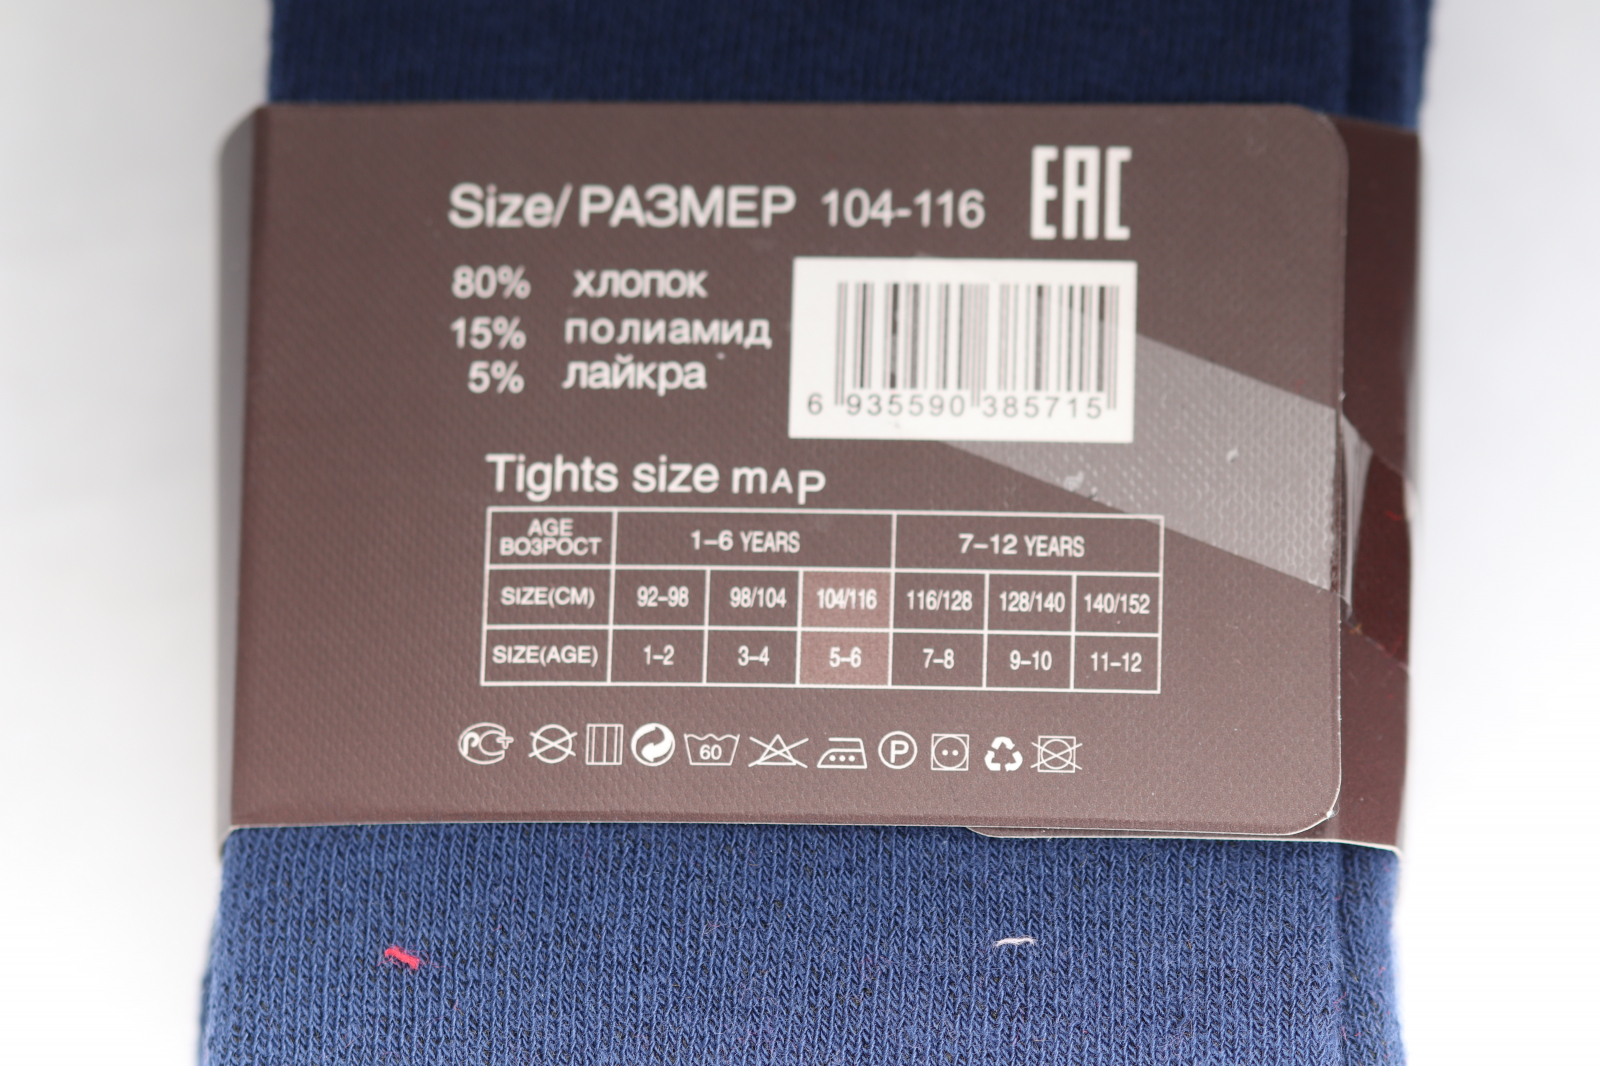 Size/РАЗМЕР 104-116 EAC
80% хлопок
15% полиамид
5% лайкра
6 935590 385715
Tights size mAP
AGE ВОЗРОСТ 1-6 YEARS 7-12 YEARS
SIZE(CM) 92-98 98/104 104/116 116/128 128/140 140/152
SIZE(AGE) 1-2 3-4 5-6 7-8 9-10 11-12
РСТ 60 P